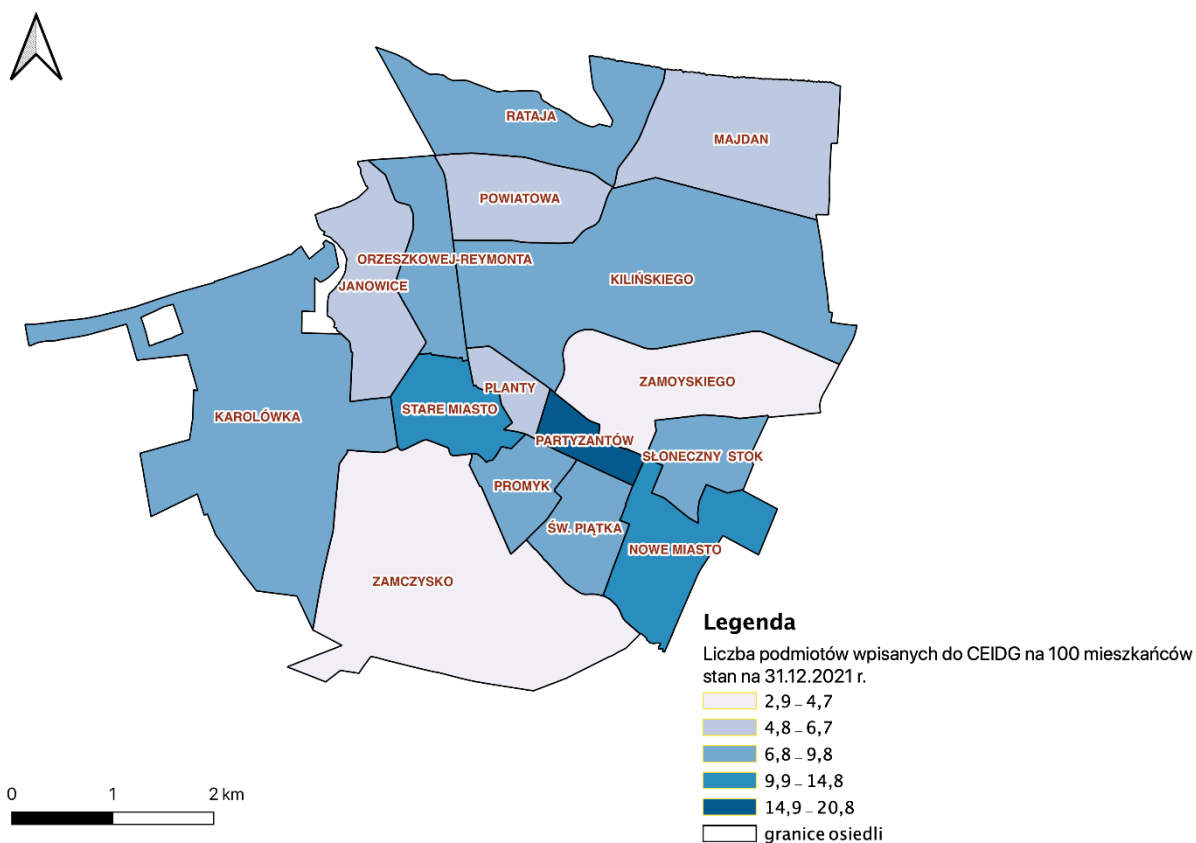 RATAJA
MAJDAN
POWIATOWA
ORZESZKOWEJ-REYMONTA
KILIŃSKIEGO
JANOWICE
ZAMOYSKIEGO
PLANTY
STARE MIASTO
KAROLÓWKA
PARTYZANTÓW
SŁONECZNY STOK
PROMYK
ŚW. PIĄTKA
NOWE MIASTO
ZAMCZYSKO
Legenda
Liczba podmiotów wpisanych do CEIDG na 100 mieszkańców
stan na 31.12.2021 r.
2,9 – 4,7
4,8 – 6,7
6,8 – 9,8
9,9 – 14,8
14,9 – 20,8
granice osiedli
0 1 2 km